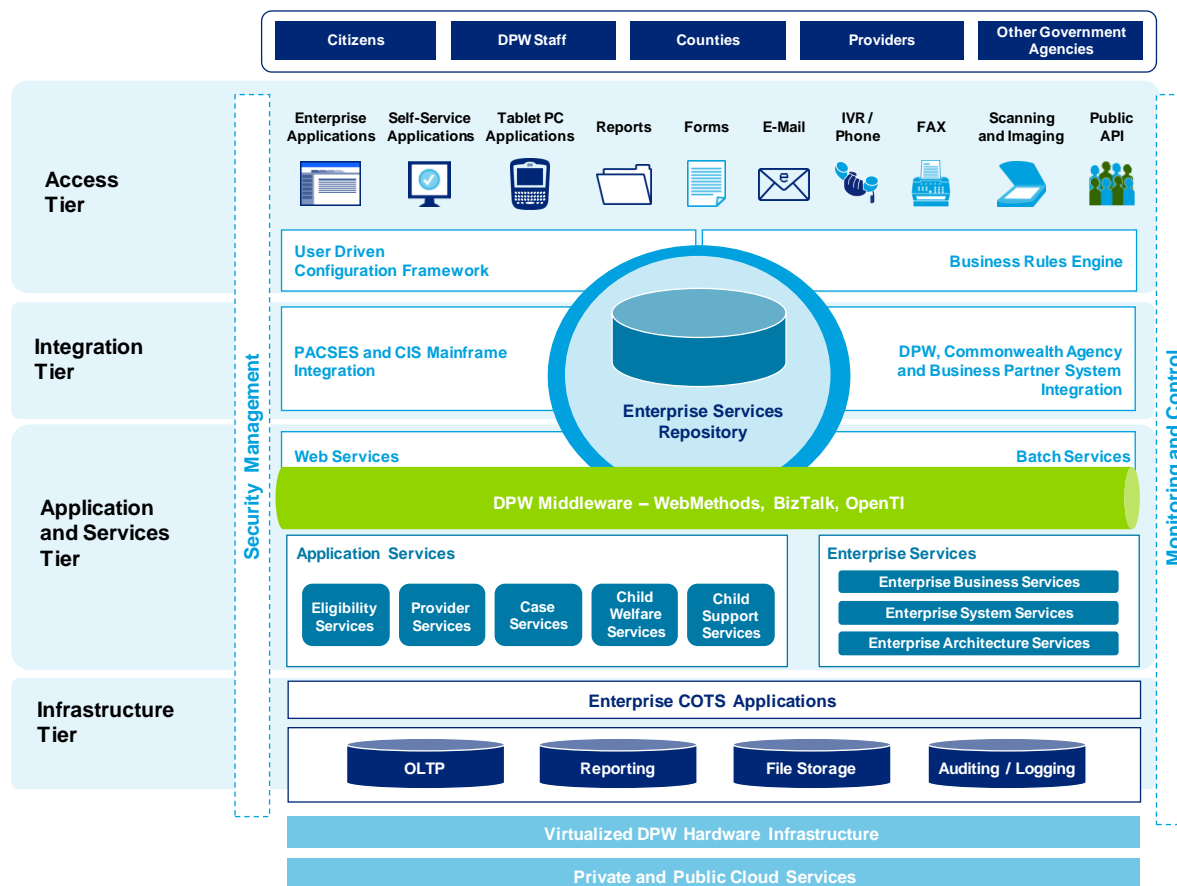 Citizens
DPW Staff
Counties
Providers
Other Government
Agencies
Access
Tier
Enterprise
Applications
Self-Service
Applications
Tablet PC
Applications
Reports
Forms
E-Mail
IVR /
Phone
FAX
Scanning
and Imaging
Public
API
e
User Driven
Configuration Framework
Business Rules Engine
Integration
Tier
PACSES and CIS Mainframe
Integration
DPW, Commonwealth Agency
and Business Partner System
Integration
Enterprise Services
Repository
Security Management
Monitoring and Control
Application
and Services
Tier
Web Services
Batch Services
DPW Middleware – WebMethods, BizTalk, OpenTI
Application Services
Eligibility
Services
Provider
Services
Case
Services
Child
Welfare
Services
Child
Support
Services
Enterprise Services
Enterprise Business Services
Enterprise System Services
Enterprise Architecture Services
Infrastructure
Tier
Enterprise COTS Applications
OLTP
Reporting
File Storage
Auditing / Logging
Virtualized DPW Hardware Infrastructure
Private and Public Cloud Services